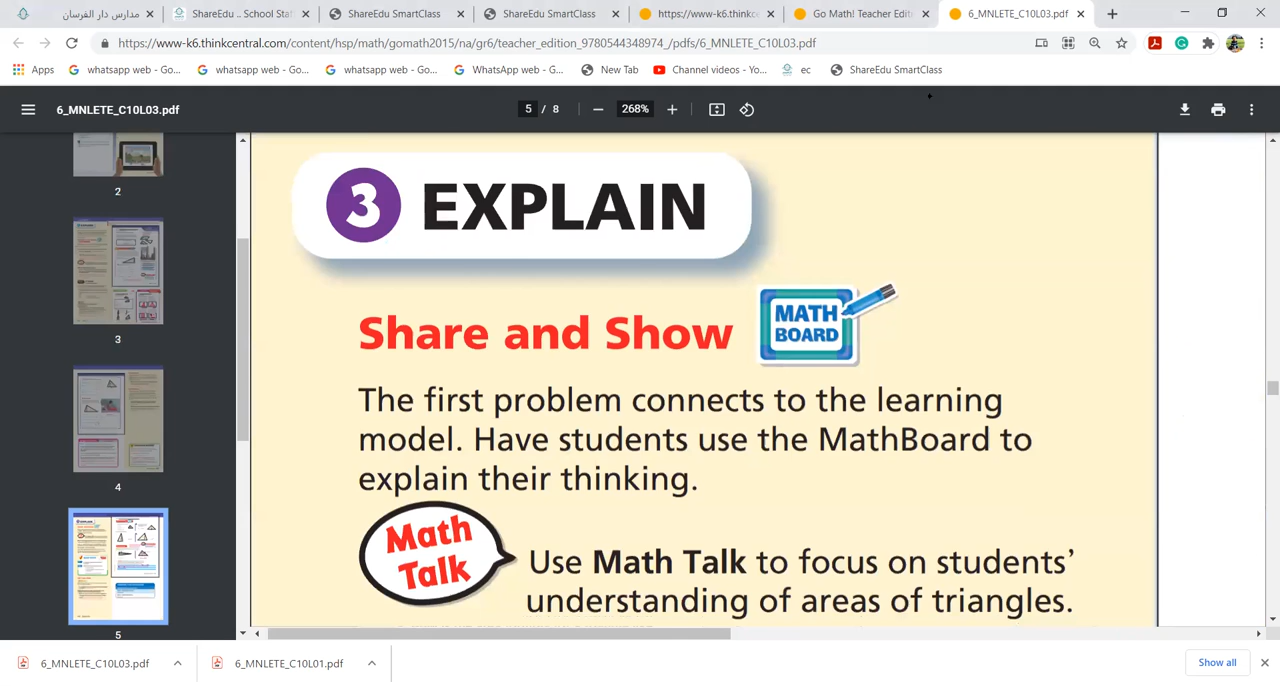 مدارس دار الفرسان
ShareEdu .. School Stat
ShareEdu SmartClass
ShareEdu SmartClass
https://www-k6.thinkc
Go Math! Teacher Editi
6_MNLETE_C10L03.pdf
https://www-k6.thinkcentral.com/content/hsp/math/gomath2015/na/gr6/teacher_edition_9780544348974_/pdfs/6_MNLETE_C10L03.pdf
Apps
whatsapp web - Go...
whatsapp web - Go...
whatsapp web - Go...
WhatsApp web - G...
New Tab
Channel videos - Yo...
ec
ShareEdu SmartClass
6_MNLETE_C10L03.pdf
5 / 8
268%
2
3
4
5
3 EXPLAIN
Share and Show
MATH
BOARD
The first problem connects to the learning
model. Have students use the MathBoard to
explain their thinking.
Math
Talk
Use Math Talk to focus on students’
understanding of areas of triangles.
6_MNLETE_C10L03.pdf
6_MNLETE_C10L01.pdf
Show all